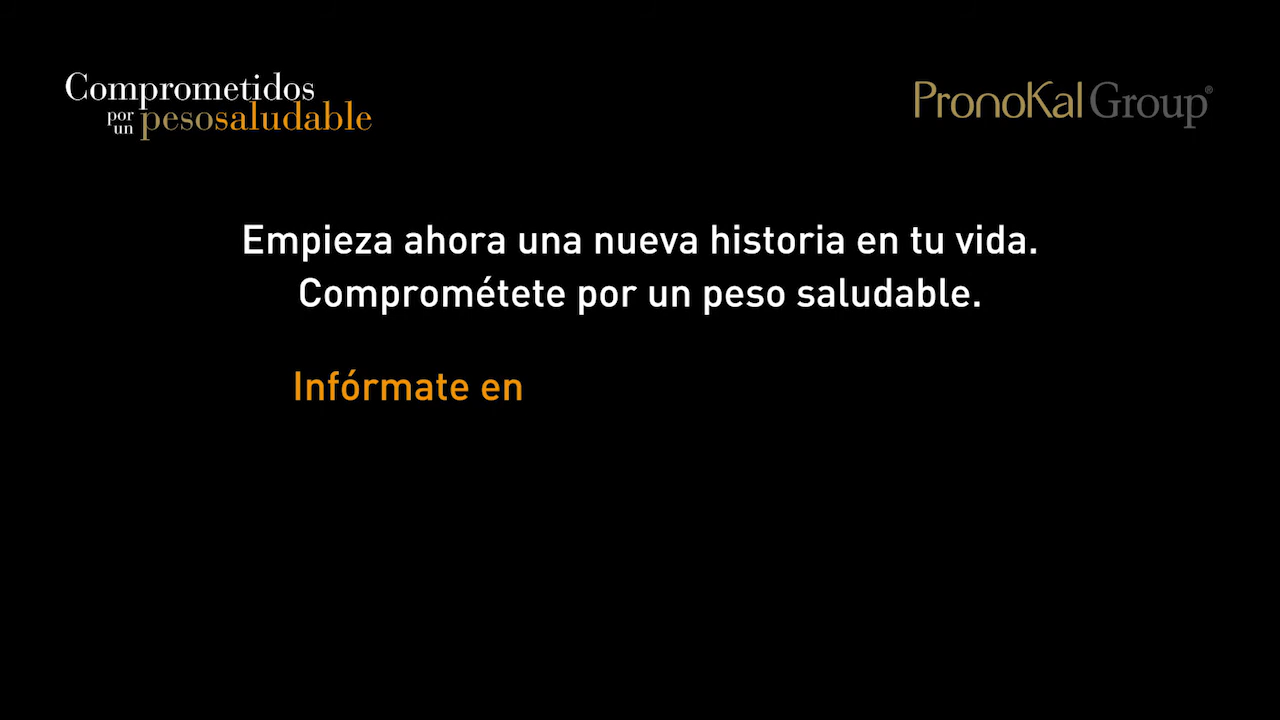 Comprometidos
por un pesosaludable
PronoKal Group®
Empieza ahora una nueva historia en tu vida.
Comprométete por un peso saludable.
Infórmate en